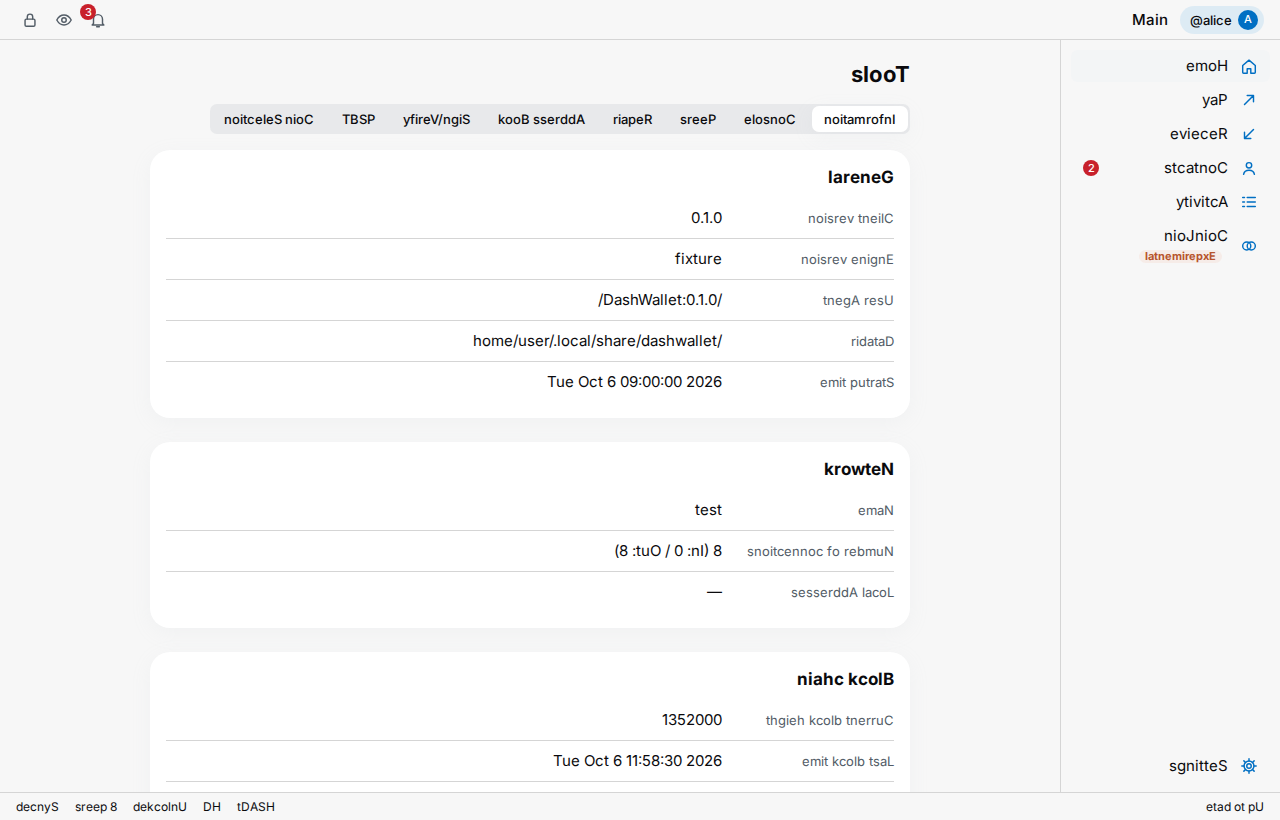 3
Main
@alice A
emoH
yaP
evieceR
stcatnoC 2
ytivitcA
nioJnioC
latnemirepxE
sgnitteS
slooT
noitamrofnI
elosnoC
sreeP
riapeR
kooB sserddA
yfireV/ngiS
TBSP
noitceleS nioC
lareneG
noisrev tneilC
0.1.0
noisrev enignE
fixture
tnegA resU
/DashWallet:0.1.0/
ridataD
home/user/.local/share/dashwallet/
emit putratS
Tue Oct 6 09:00:00 2026
krowteN
emaN
test
snoitcennoc fo rebmuN
(8 :tuO / 0 :nI) 8
sesserddA lacoL
—
niahc kcolB
thgieh kcolb tnerruC
1352000
emit kcolb tsaL
Tue Oct 6 11:58:30 2026
decnyS
sreep 8
dekcolnU
DH
tDASH
etad ot pU